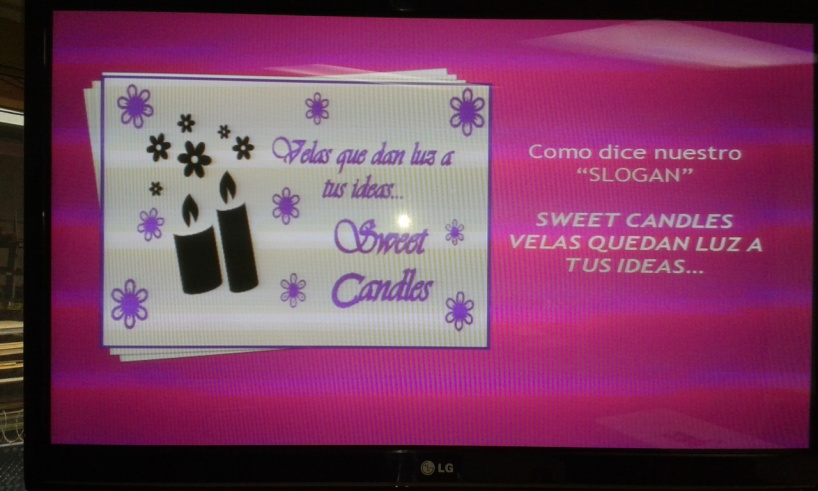 Velas que dan luz a
tus ideas...
Sweet
Candles
Como dice nuestro
“SLOGAN”
SWEET CANDLES
VELAS QUEDAN LUZ A
TUS IDEAS...
LG